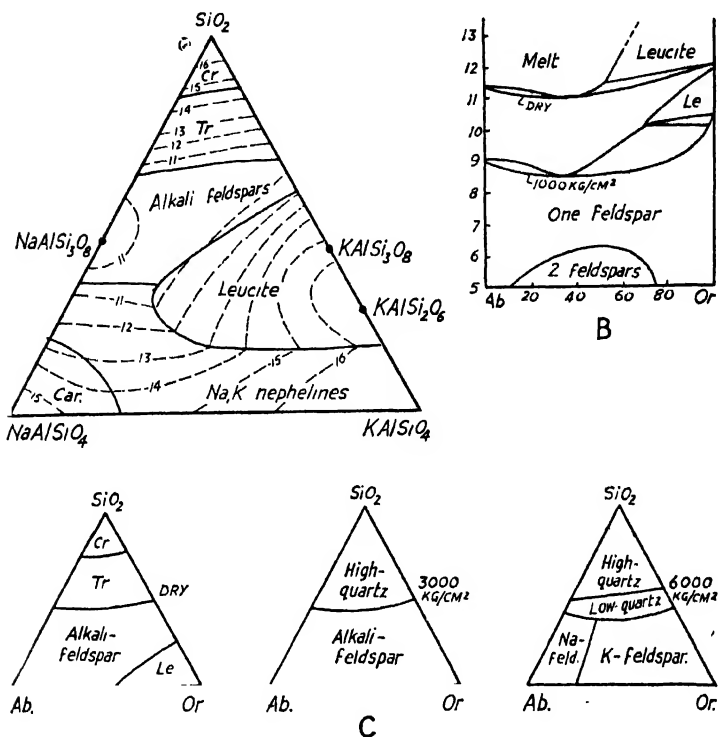 SiO₂
16
Cr
15
14
13
Tr
12
11
Alkali feldspars
NaAlSi₃O₈
11
KAlSi₃O₈
Leucite
KAlSi₂O₆
11
12
13
14
15
16
15
Car.
Na,K nephelines
NaAlSiO₄
KAlSiO₄
13
12
11
10
9
8
7
6
5
Melt
Leucite
DRY
Le
1000 KG/CM²
One feldspar
2 feldspars
Ab
20
40
60
80
Or
B
SiO₂
Cr
Tr
DRY
Alkali-
feldspar
Le
Ab.
Or
SiO₂
High-
quartz
3000
KG/CM²
Alkali-
feldspar
Ab.
Or
SiO₂
High-
quartz
6000
KG/CM²
Low-quartz
Na-
feld.
K-feldspar.
Ab.
Or.
C